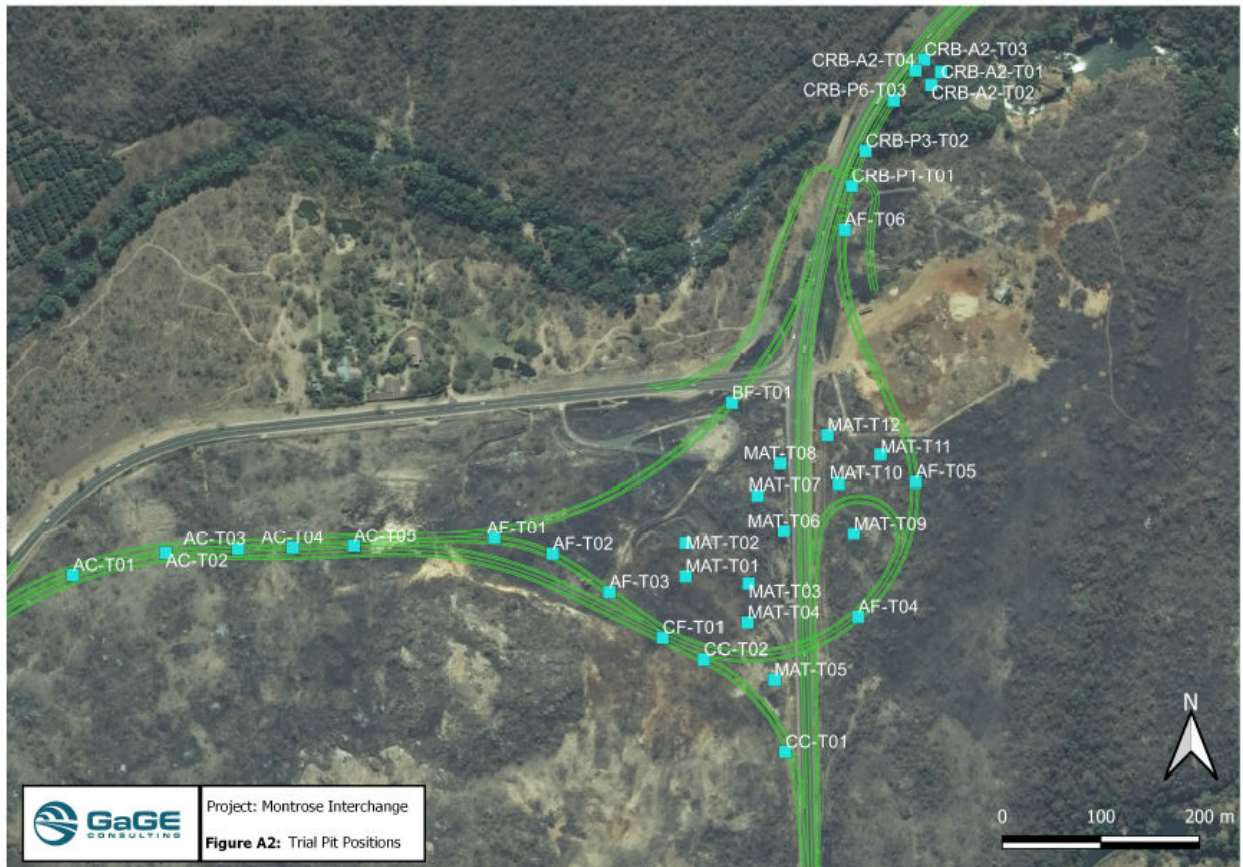 CRB-A2-T03
CRB-A2-T04
CRB-A2-T01
CRB-A2-T02
CRB-P6-T03
CRB-P3-T02
CRB-P1-T01
AF-T06
BF-T01
MAT-T12
MAT-T11
MAT-T08
MAT-T10
AF-T05
MAT-T07
MAT-T06
MAT-T09
AF-T01
AC-T03
AC-T04
AC-T05
MAT-T02
AF-T02
AC-T02
AC-T01
MAT-T01
AF-T03
MAT-T03
MAT-T04
AF-T04
CF-T01
CC-T02
MAT-T05
CC-T01
N
GaGE
CONSULTING
Project: Montrose Interchange
Figure A2: Trial Pit Positions
0 100 200 m